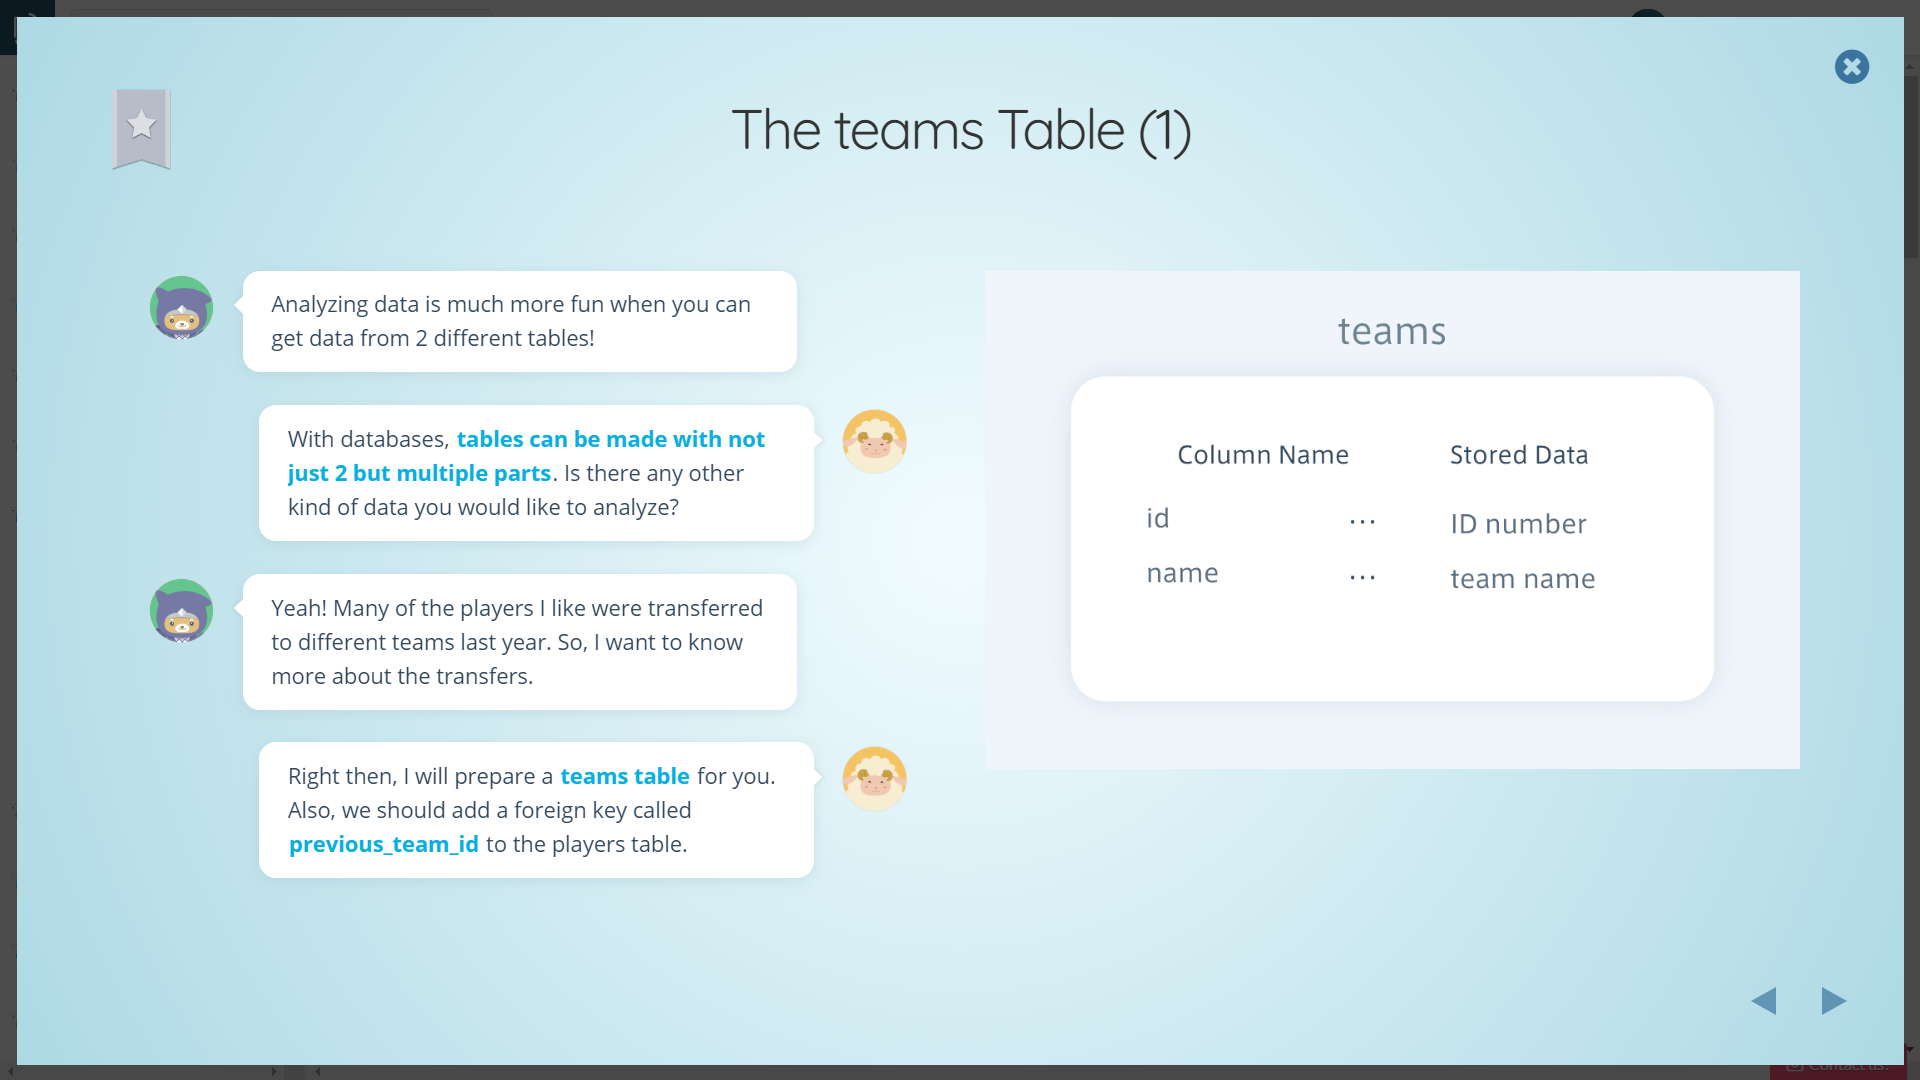 The teams Table (1)
Analyzing data is much more fun when you can
get data from 2 different tables!
With databases, tables can be made with not
just 2 but multiple parts. Is there any other
kind of data you would like to analyze?
Yeah! Many of the players I like were transferred
to different teams last year. So, I want to know
more about the transfers.
Right then, I will prepare a teams table for you.
Also, we should add a foreign key called
previous_team_id to the players table.
teams
Column Name Stored Data
id ... ID number
name ... team name
Contact us!